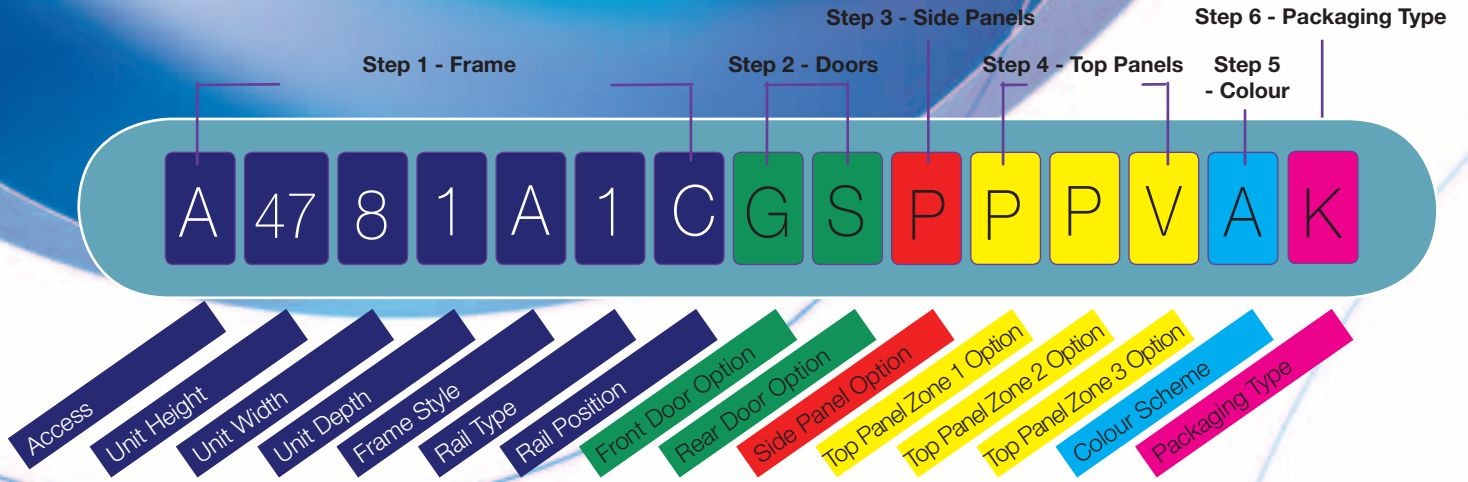 Step 3 - Side Panels
Step 6 - Packaging Type
Step 1 - Frame
Step 2 - Doors
Step 4 - Top Panels
Step 5
- Colour
A 47 8 1 A 1 C G S P P P V A K
Access
Unit Height
Unit Width
Unit Depth
Frame Style
Rail Type
Rail Position
Front Door Option
Rear Door Option
Side Panel Option
Top Panel Zone 1 Option
Top Panel Zone 2 Option
Top Panel Zone 3 Option
Colour Scheme
Packaging Type